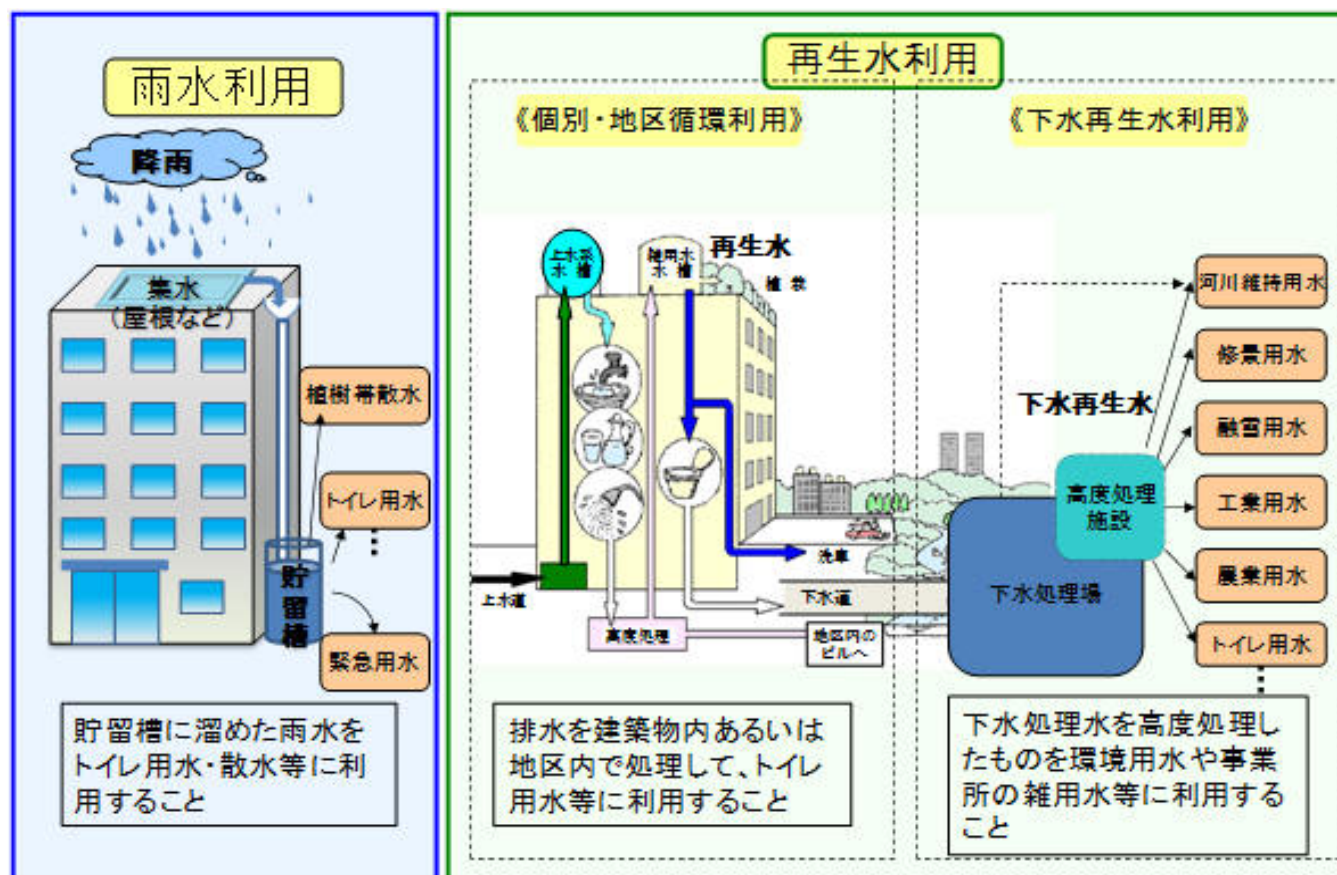 雨水利用
降雨
集水
(屋根など)
植樹帯散水
トイレ用水
貯留槽
緊急用水
貯留槽に溜めた雨水を
トイレ用水・散水等に利
用すること
再生水利用
《個別・地区循環利用》
上水系
水槽
雑用水
水槽
再生水
植栽
洗車
上水道
下水道
高度処理
地区内の
ビルへ
排水を建築物内あるいは
地区内で処理して、トイレ
用水等に利用すること
《下水再生水利用》
下水再生水
高度処理
施設
下水処理場
河川維持用水
修景用水
融雪用水
工業用水
農業用水
トイレ用水
下水処理水を高度処理し
たものを環境用水や事業
所の雑用水等に利用する
こと